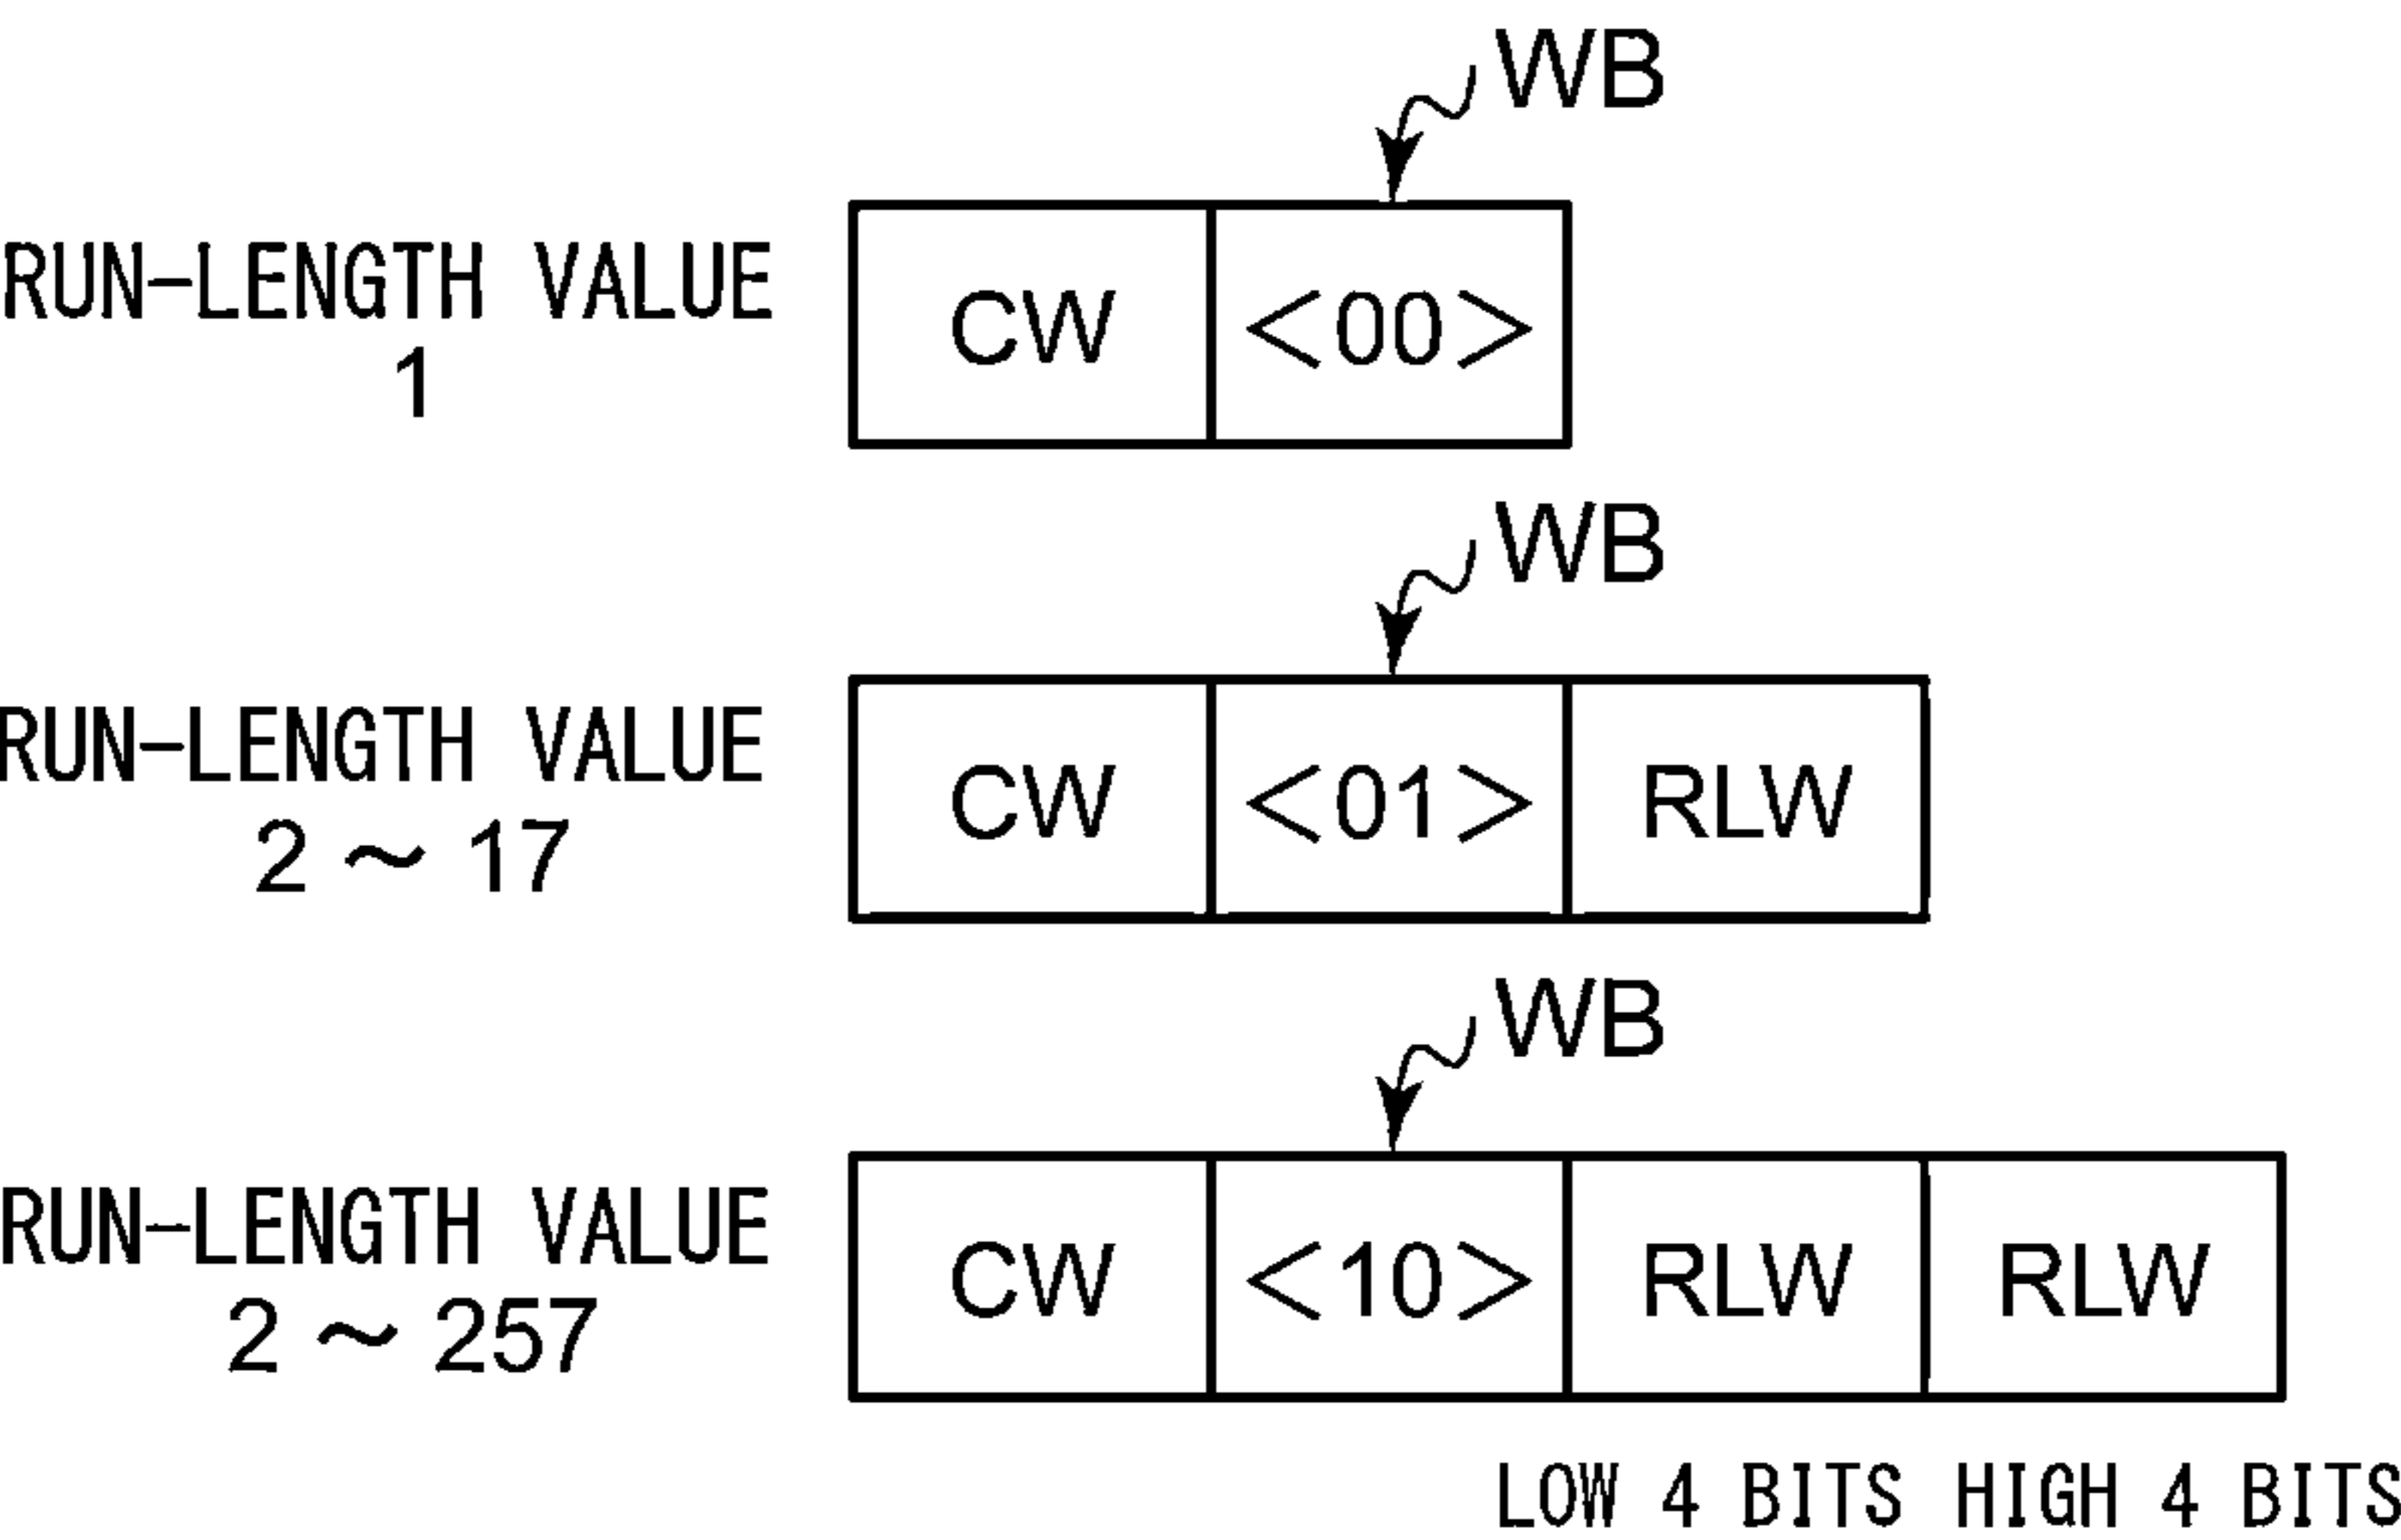 WB
RUN-LENGTH VALUE
1
CW <00>
WB
RUN-LENGTH VALUE
2 ~ 17
CW <01> RLW
WB
RUN-LENGTH VALUE
2 ~ 257
CW <10> RLW RLW
LOW 4 BITS HIGH 4 BITS